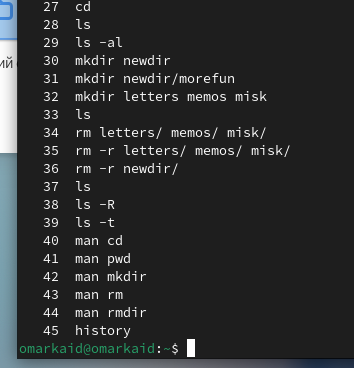 ий
27 cd
28 ls
29 ls -al
30 mkdir newdir
31 mkdir newdir/morefun
32 mkdir letters memos misk
33 ls
34 rm letters/ memos/ misk/
35 rm -r letters/ memos/ misk/
36 rm -r newdir/
37 ls
38 ls -R
39 ls -t
40 man cd
41 man pwd
42 man mkdir
43 man rm
44 man rmdir
45 history
omarkaid@omarkaid:~$